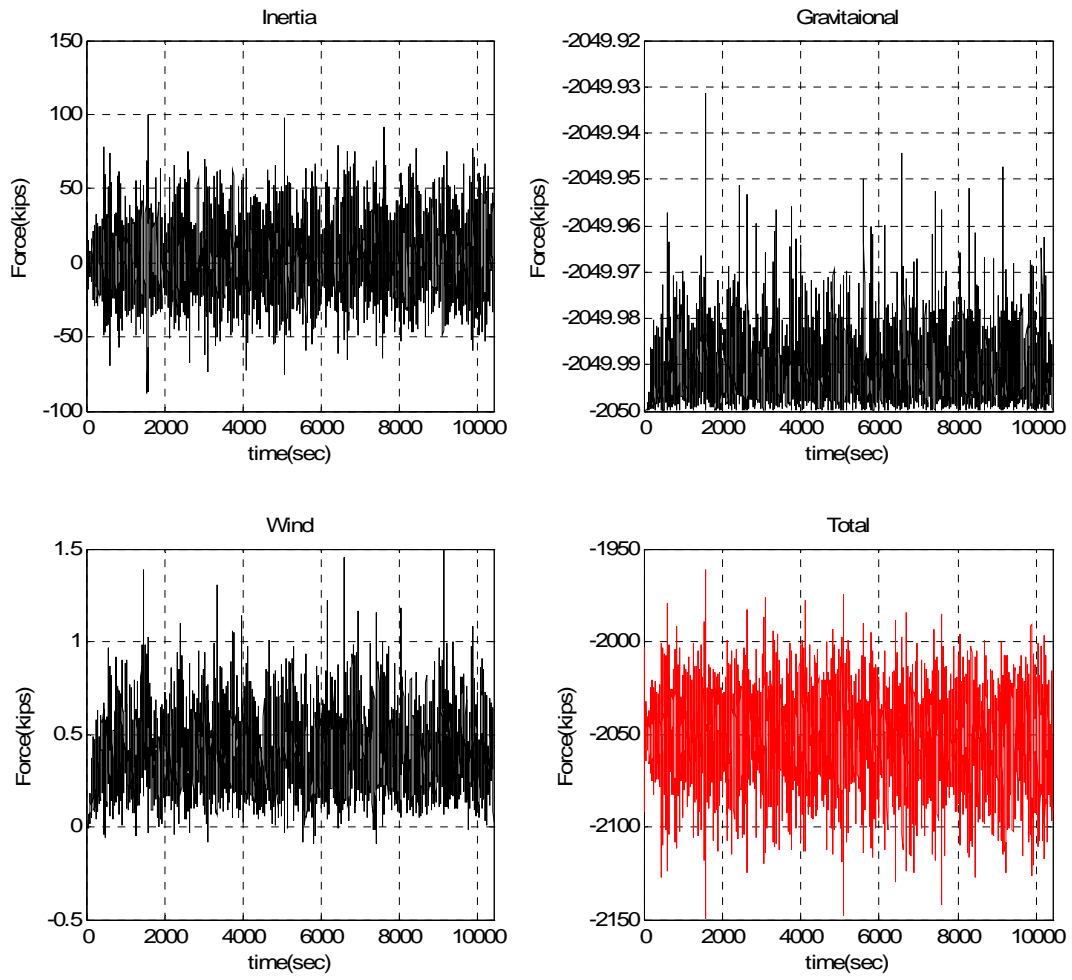 Inertia
150
100
50
0
-50
-100
Force(kips)
0 2000 4000 6000 8000 10000
time(sec)
Gravitaional
-2049.92
-2049.93
-2049.94
-2049.95
-2049.96
-2049.97
-2049.98
-2049.99
-2050
Force(kips)
0 2000 4000 6000 8000 10000
time(sec)
Wind
1.5
1
0.5
0
-0.5
Force(kips)
0 2000 4000 6000 8000 10000
time(sec)
Total
-1950
-2000
-2050
-2100
-2150
Force(kips)
0 2000 4000 6000 8000 10000
time(sec)